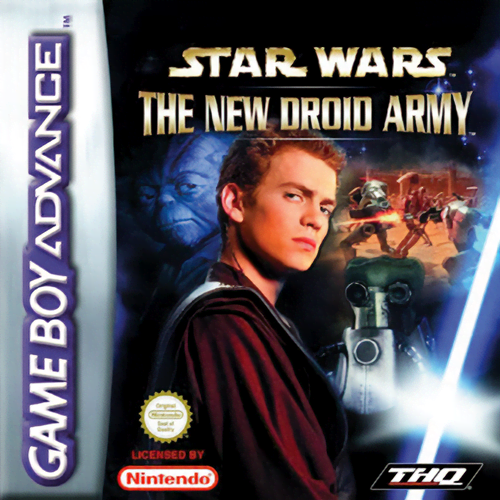 GAME BOY ADVANCE
STAR WARS
THE NEW DROID ARMY
Original
Nintendo
Seal of
Quality
LICENSED BY
Nintendo
THQ